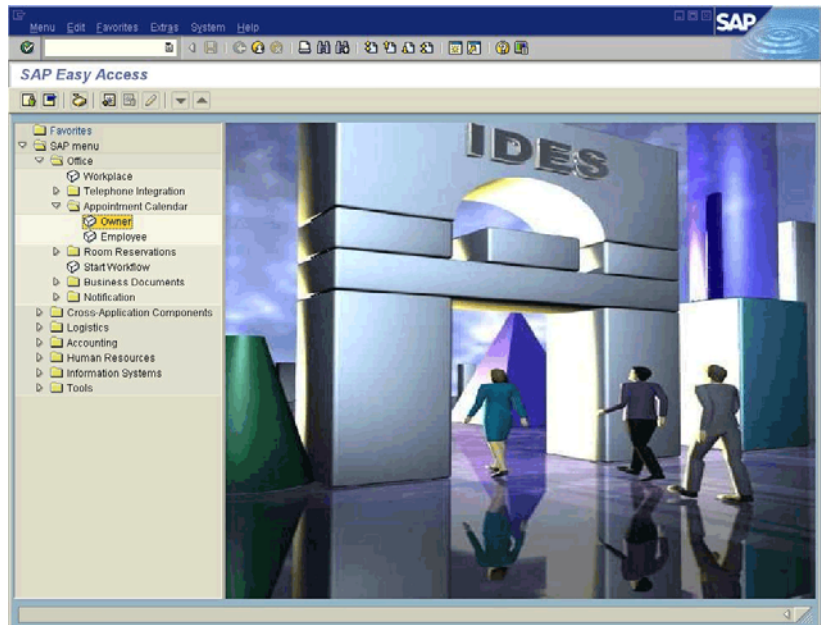 Menu Edit Favorites Extras System Help
SAP
SAP Easy Access
Favorites
SAP menu
Office
Workplace
Telephone Integration
Appointment Calendar
Owner
Employee
Room Reservations
Start Workflow
Business Documents
Notification
Cross-Application Components
Logistics
Accounting
Human Resources
Information Systems
Tools
IDES